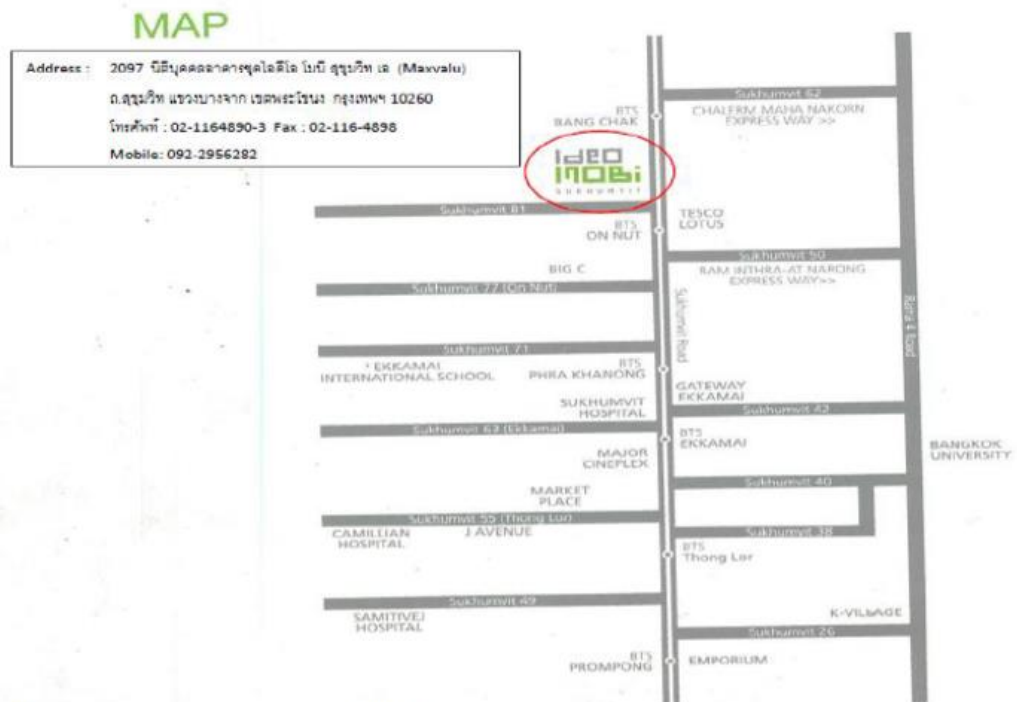 MAP
Address : 2097 นิติบุคคลอาคารชุดไอดีโอ โมบิ สุขุมวิท เอ (Maxvalu)
ถ.สุขุมวิท แขวงบางจาก เขตพระโขนง กรุงเทพฯ 10260
โทรศัพท์ : 02-1164890-3 Fax : 02-116-4898
Mobile: 092-2956282
BTS
BANG CHAK
Sukhumvit 62
CHALERM MAHA NAKORN
EXPRESS WAY >>
ideo
mobi
SUKHUMVIT
Sukhumvit 81
BTS
ON NUT
TESCO
LOTUS
BIG C
Sukhumvit 50
RAM INTHRA-AT NARONG
EXPRESS WAY>>
Sukhumvit 77 (On Nut)
Sukhumvit Road
Rama 4 Road
Sukhumvit 71
* EKKAMAI
INTERNATIONAL SCHOOL
BTS
PHRA KHANONG
GATEWAY
EKKAMAI
SUKHUMVIT
HOSPITAL
Sukhumvit 42
Sukhumvit 63 (Ekkamai)
BTS
EKKAMAI
BANGKOK
UNIVERSITY
MAJOR
CINEPLEX
Sukhumvit 40
MARKET
PLACE
Sukhumvit 55 (Thong Lor)
CAMILLIAN
HOSPITAL
J AVENUE
Sukhumvit 38
BTS
Thong Lor
Sukhumvit 49
SAMITIVEJ
HOSPITAL
K-VILLAGE
Sukhumvit 26
BTS
PROMPONG
EMPORIUM